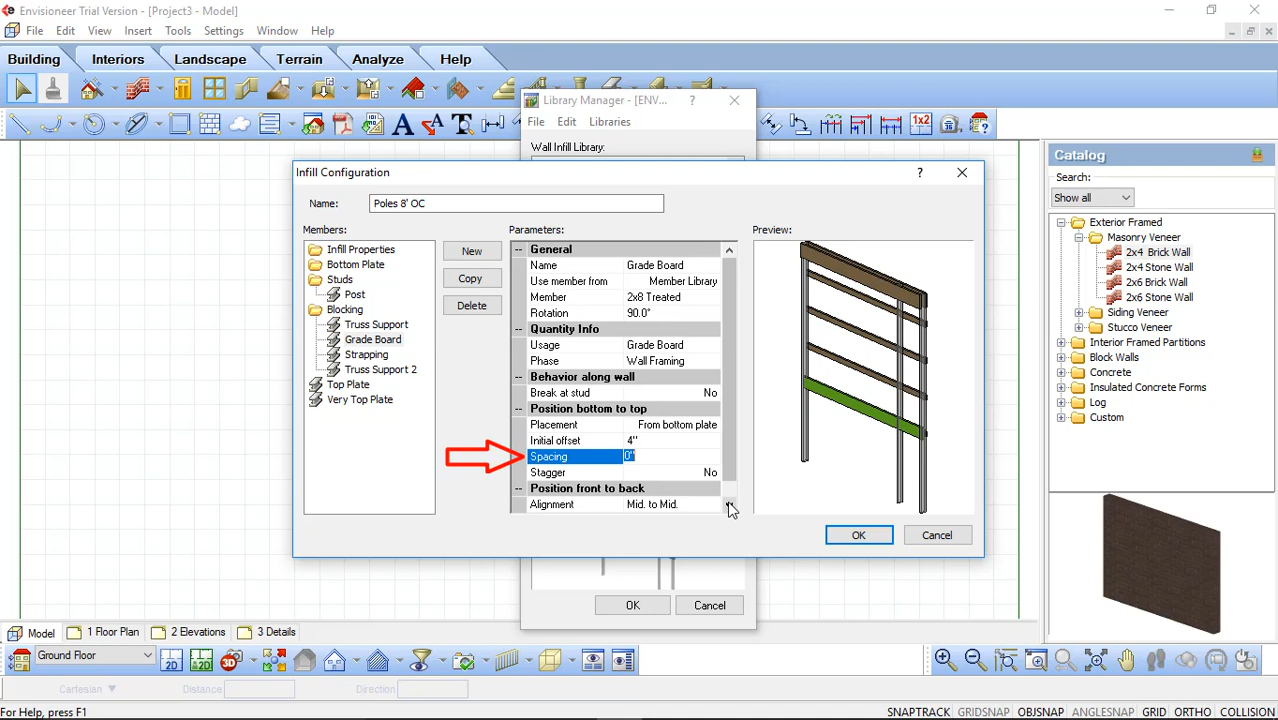 Envisioneer Trial Version - [Project3 - Model]
File Edit View Insert Tools Settings Window Help
Building Interiors Landscape Terrain Analyze Help
Library Manager - [ENV...
File Edit Libraries
Wall Infill Library:
Infill Configuration
Name: Poles 8' OC
Members:
Infill Properties
Bottom Plate
Studs
Post
Blocking
Truss Support
Grade Board
Strapping
Truss Support 2
Top Plate
Very Top Plate
New
Copy
Delete
Parameters:
General
Name Grade Board
Use member from Member Library
Member 2x8 Treated
Rotation 90.0°
Quantity Info
Usage Grade Board
Phase Wall Framing
Behavior along wall
Break at stud No
Position bottom to top
Placement From bottom plate
Initial offset 4"
Spacing 0"
Stagger No
Position front to back
Alignment Mid. to Mid.
Preview:
OK Cancel
OK Cancel
Catalog
Search:
Show all
Exterior Framed
Masonry Veneer
2x4 Brick Wall
2x4 Stone Wall
2x6 Brick Wall
2x6 Stone Wall
Siding Veneer
Stucco Veneer
Interior Framed Partitions
Block Walls
Concrete
Insulated Concrete Forms
Log
Custom
Model 1 Floor Plan 2 Elevations 3 Details
Ground Floor
2D 2D 3D
1x2
Cartesian Distance Direction
For Help, press F1
SNAPTRACK GRIDSNAP OBJSNAP ANGLESNAP GRID ORTHO COLLISION